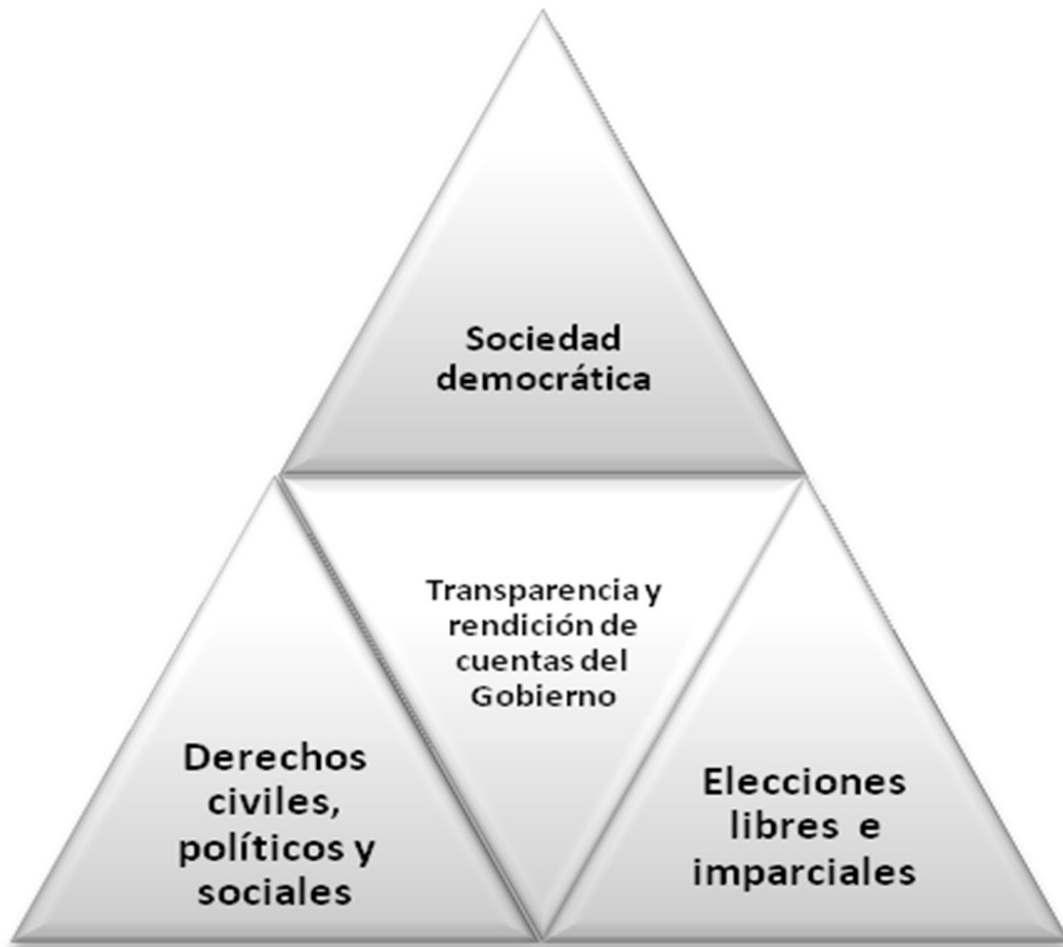 Sociedad
democrática
Transparencia y
rendición de
cuentas del
Gobierno
Derechos
civiles,
políticos y
sociales
Elecciones
libres e
imparciales